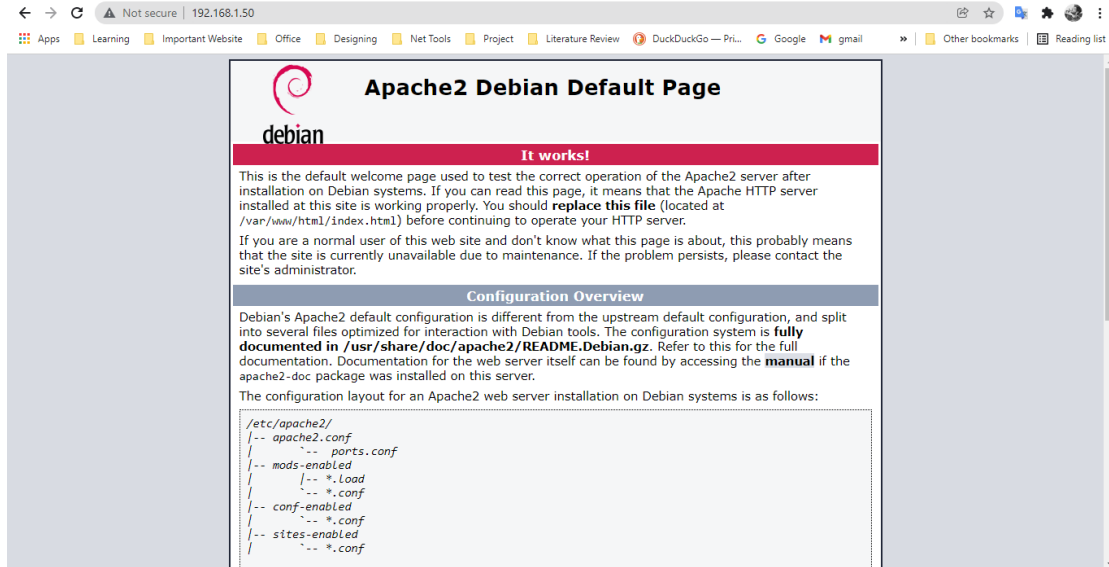 Not secure | 192.168.1.50
Apps Learning Important Website Office Designing Net Tools Project Literature Review DuckDuckGo — Pri... Google gmail » Other bookmarks Reading list
debian
Apache2 Debian Default Page
It works!
This is the default welcome page used to test the correct operation of the Apache2 server after
installation on Debian systems. If you can read this page, it means that the Apache HTTP server
installed at this site is working properly. You should replace this file (located at
/var/www/html/index.html) before continuing to operate your HTTP server.
If you are a normal user of this web site and don't know what this page is about, this probably means
that the site is currently unavailable due to maintenance. If the problem persists, please contact the
site's administrator.
Configuration Overview
Debian's Apache2 default configuration is different from the upstream default configuration, and split
into several files optimized for interaction with Debian tools. The configuration system is fully
documented in /usr/share/doc/apache2/README.Debian.gz. Refer to this for the full
documentation. Documentation for the web server itself can be found by accessing the manual if the
apache2-doc package was installed on this server.
The configuration layout for an Apache2 web server installation on Debian systems is as follows:
/etc/apache2/
|-- apache2.conf
|       `--  ports.conf
|-- mods-enabled
|       |-- *.load
|       `-- *.conf
|-- conf-enabled
|       `-- *.conf
|-- sites-enabled
|       `-- *.conf